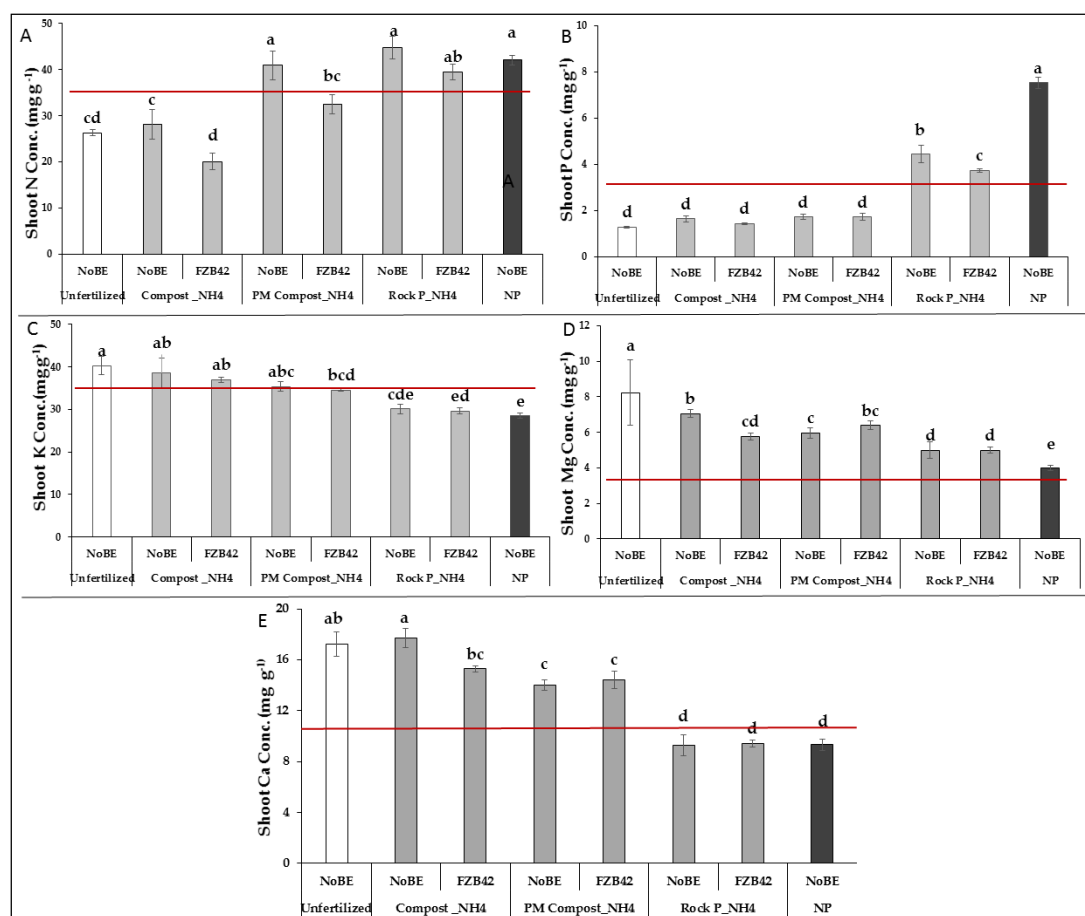 A
Shoot N Conc. (mg g⁻¹)
50
40
30
20
10
0
cd
c
d
a
bc
a
ab
a
A
NoBE NoBE FZB42 NoBE FZB42 NoBE FZB42 NoBE
Unfertilized Compost _NH4 PM Compost_NH4 Rock P_NH4 NP
B
Shoot P Conc. (mg g⁻¹)
10
8
6
4
2
0
d
d
d
d
d
b
c
a
NoBE NoBE FZB42 NoBE FZB42 NoBE FZB42 NoBE
Unfertilized Compost _NH4 PM Compost_NH4 Rock P_NH4 NP
C
Shoot K Conc.(mg g⁻¹)
50
40
30
20
10
0
a
ab
ab
abc
bcd
cde
ed
e
NoBE NoBE FZB42 NoBE FZB42 NoBE FZB42 NoBE
Unfertilized Compost _NH4 PM Compost_NH4 Rock P_NH4 NP
D
Shoot Mg Conc. (mg g⁻¹)
12
10
8
6
4
2
0
a
b
cd
c
bc
d
d
e
NoBE NoBE FZB42 NoBE FZB42 NoBE FZB42 NoBE
Unfertilized Compost _NH4 PM Compost_NH4 Rock P_NH4 NP
E
Shoot Ca Conc. (mg g⁻¹)
20
16
12
8
4
0
ab
a
bc
c
c
d
d
d
NoBE NoBE FZB42 NoBE FZB42 NoBE FZB42 NoBE
Unfertilized Compost _NH4 PM Compost_NH4 Rock P_NH4 NP